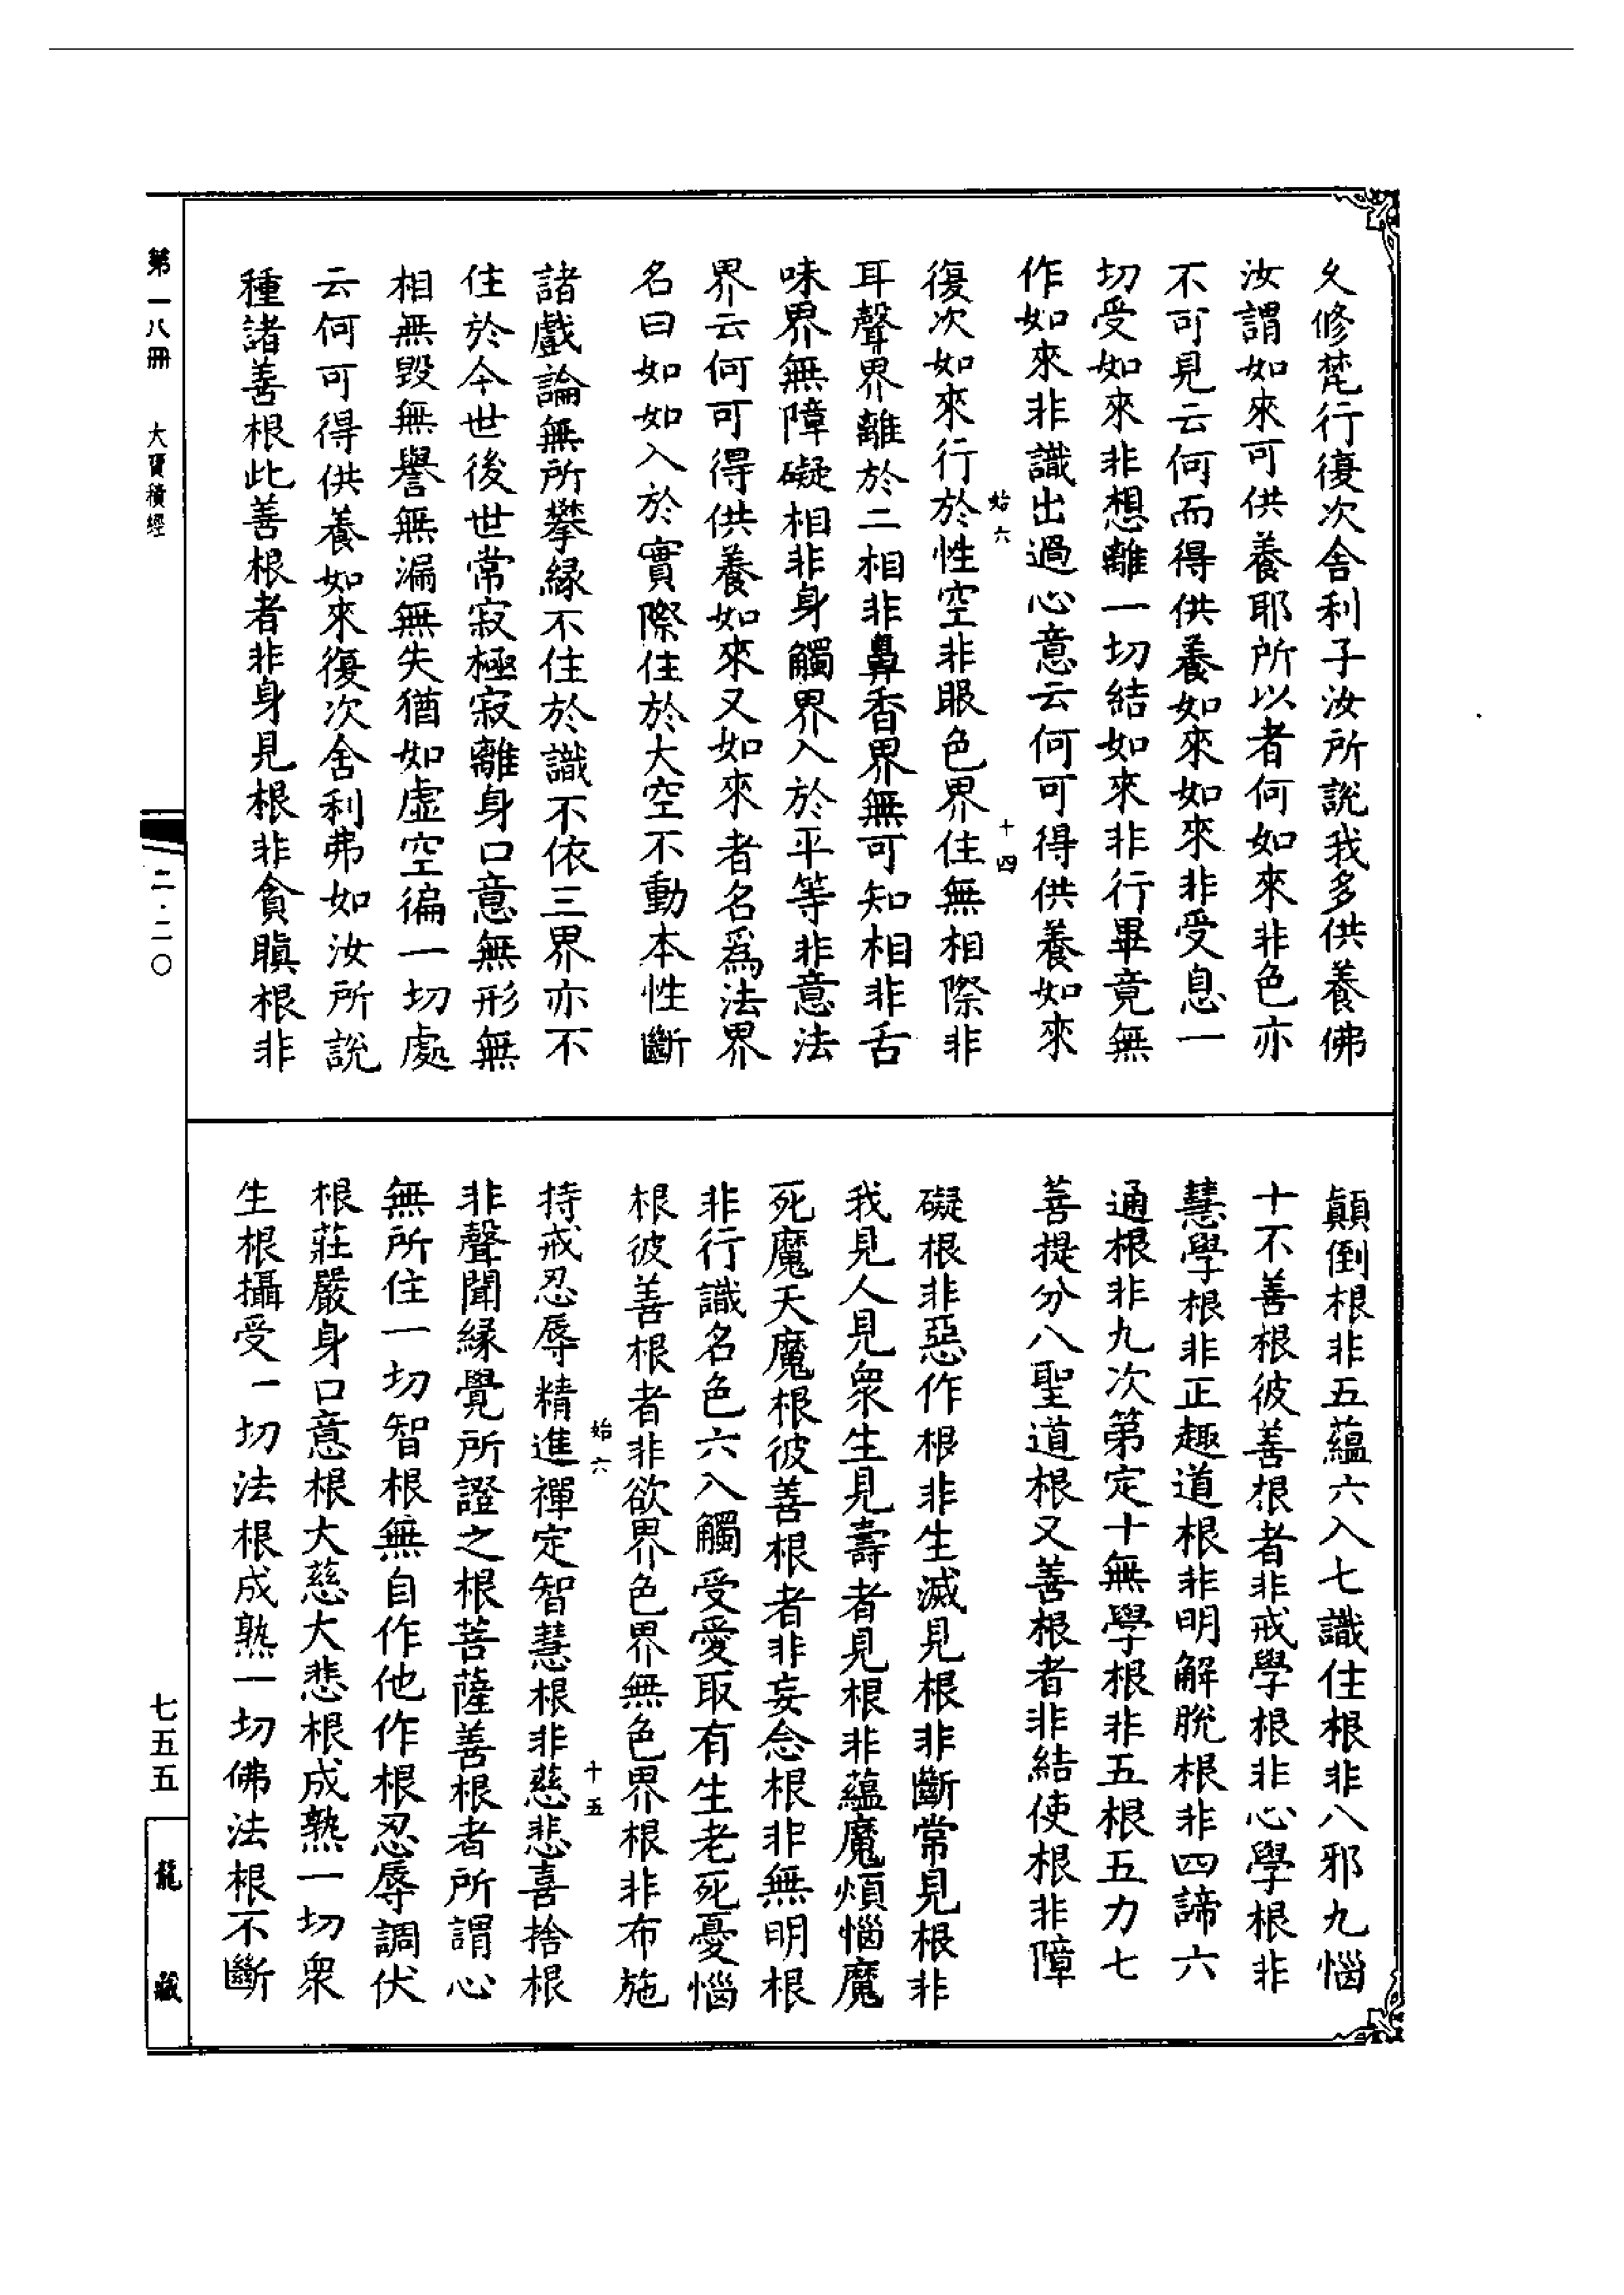 久修梵行復次舍利子汝所說我多供養佛
汝謂如來可供養耶所以者何如來非色亦
不可見云何而得供養如來如來非受息一
切受如來非想離一切結如來非行畢竟無
作如來非識出過心意云何可得供養如來
始六
十四
復次如來行於性空非眼色界住無相際非
耳聲界離於二相非鼻香界無可知相非舌
味界無障礙相非身觸界入於平等非意法
界云何可得供養如來又如來者名爲法界
名曰如如入於實際住於大空不動本性斷
諸戲論無所攀緣不住於識不依三界亦不
住於今世後世常寂極寂離身口意無形無
相無毀無譽無漏無失猶如虛空徧一切處
云何可得供養如來復次舍利弗如汝所說
種諸善根此善根者非身見根非貪瞋根非
顛倒根非五蘊六入七識住根非八邪九惱
十不善根彼善根者非戒學根非心學根非
慧學根非正趣道根非明解脫根非四諦六
通根非九次第定十無學根非五根五力七
菩提分八聖道根又善根者非結使根非障
礙根非惡作根非生滅見根非斷常見根非
我見人見衆生見壽者見根非蘊魔煩惱魔
死魔天魔根彼善根者非妄念根非無明根
非行識名色六入觸受愛取有生老死憂惱
根彼善根者非欲界色界無色界根非布施
始六
十五
持戒忍辱精進禪定智慧根非慈悲喜捨根
非聲聞緣覺所證之根菩薩善根者所謂心
無所住一切智根無自作他作根忍辱調伏
根莊嚴身口意根大慈大悲根成熟一切衆
生根攝受一切法根成熟一切佛法根不斷
第一八冊
大寶積經
二·二〇
七五五
龍藏